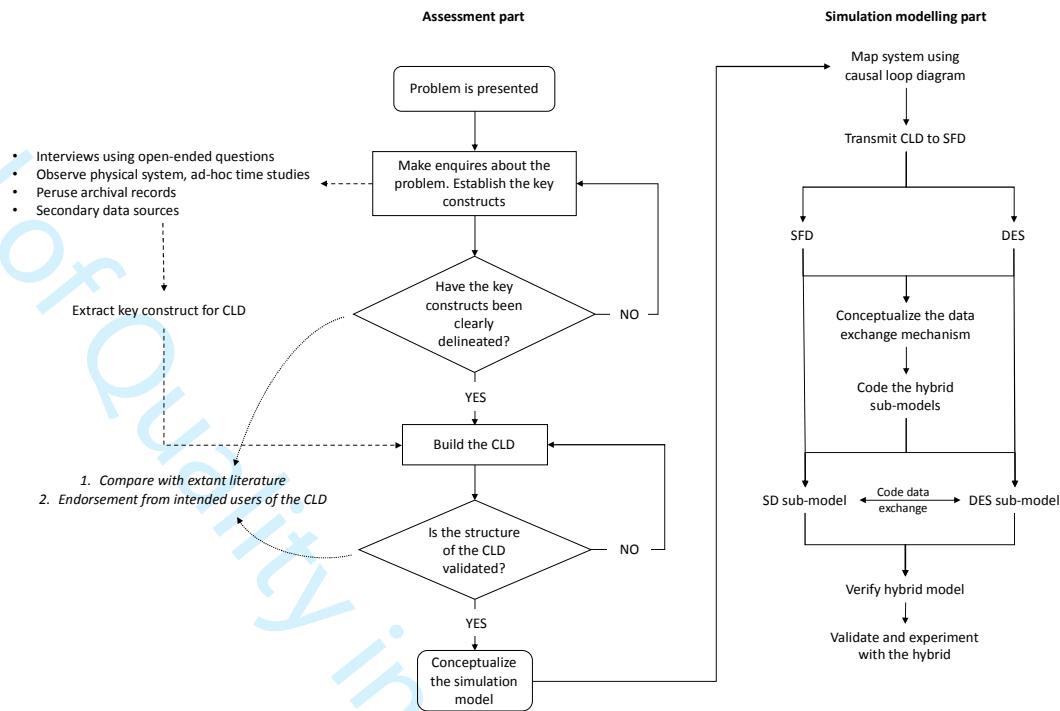 Assessment part
Simulation modelling part
Problem is presented
Make enquires about the
problem. Establish the key
constructs
• Interviews using open-ended questions
• Observe physical system, ad-hoc time studies
• Peruse archival records
• Secondary data sources
Extract key construct for CLD
Have the key
constructs been
clearly
delineated?
NO
YES
Build the CLD
1. Compare with extant literature
2. Endorsement from intended users of the CLD
Is the structure
of the CLD
validated?
NO
YES
Conceptualize
the simulation
model
Map system using
causal loop diagram
Transmit CLD to SFD
SFD
DES
Conceptualize the data
exchange mechanism
Code the hybrid
sub-models
SD sub-model
Code data
exchange
DES sub-model
Verify hybrid model
Validate and experiment
with the hybrid
of Quality in